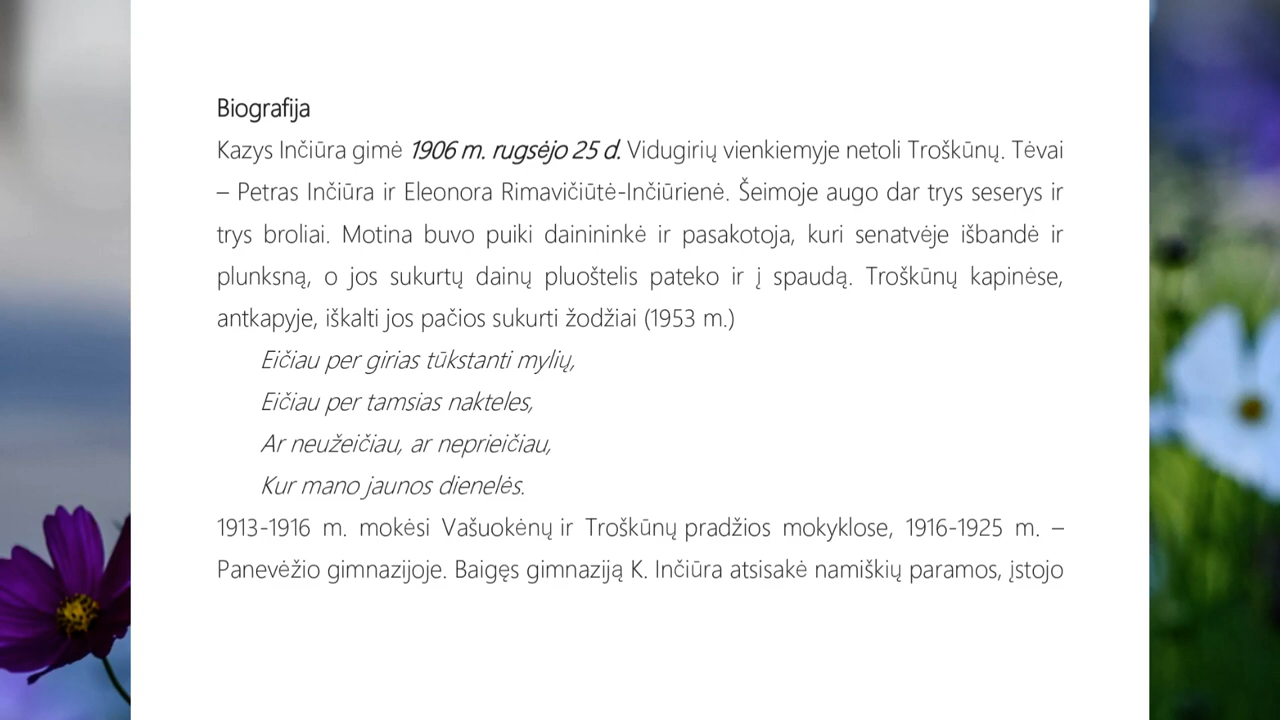 Biografija
Kazys Inčiūra gimė 1906 m. rugsėjo 25 d. Vidugirių vienkiemyje netoli Troškūnų. Tėvai
– Petras Inčiūra ir Eleonora Rimavičiūtė-Inčiūrienė. Šeimoje augo dar trys seserys ir
trys broliai. Motina buvo puiki dainininkė ir pasakotoja, kuri senatvėje išbandė ir
plunksną, o jos sukurtų dainų pluoštelis pateko ir į spaudą. Troškūnų kapinėse,
antkapyje, iškalti jos pačios sukurti žodžiai (1953 m.)
Eičiau per girias tūkstanti mylių,
Eičiau per tamsias nakteles,
Ar neužeičiau, ar neprieičiau,
Kur mano jaunos dienelės.
1913-1916 m. mokėsi Vašuokėnų ir Troškūnų pradžios mokyklose, 1916-1925 m. –
Panevėžio gimnazijoje. Baigęs gimnaziją K. Inčiūra atsisakė namiškių paramos, įstojo